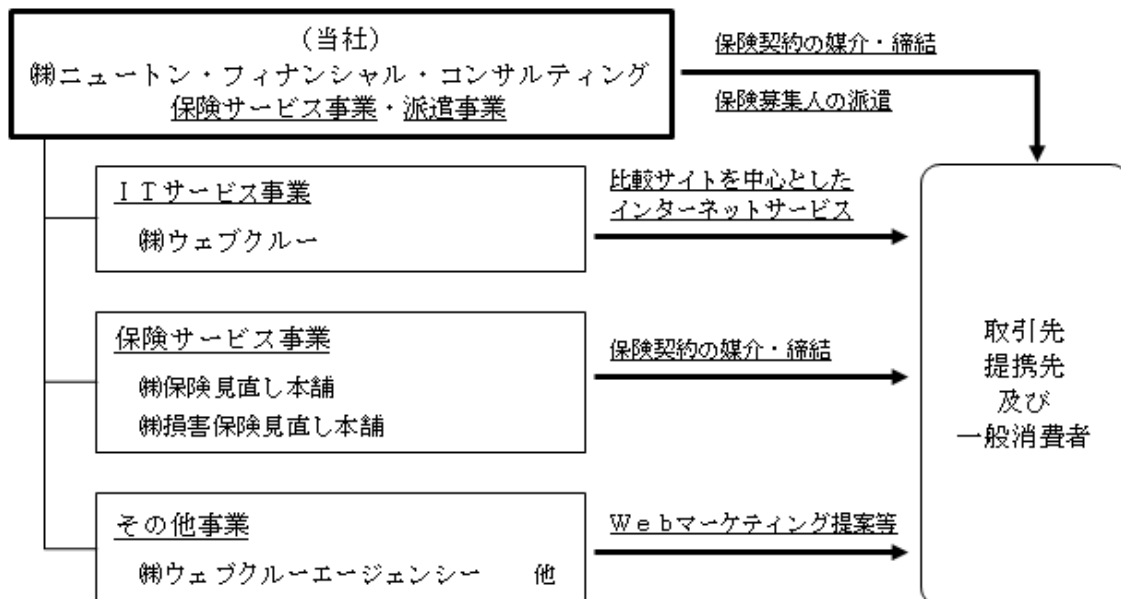 (当社)
㈱ニュートン・フィナンシャル・コンサルティング
保険サービス事業・派遣事業
保険契約の媒介・締結
保険募集人の派遣
ITサービス事業
㈱ウェブクルー
比較サイトを中心とした
インターネットサービス
保険サービス事業
㈱保険見直し本舗
㈱損害保険見直し本舗
保険契約の媒介・締結
その他事業
㈱ウェブクルーエージェンシー 他
Webマーケティング提案等
取引先
提携先
及び
一般消費者